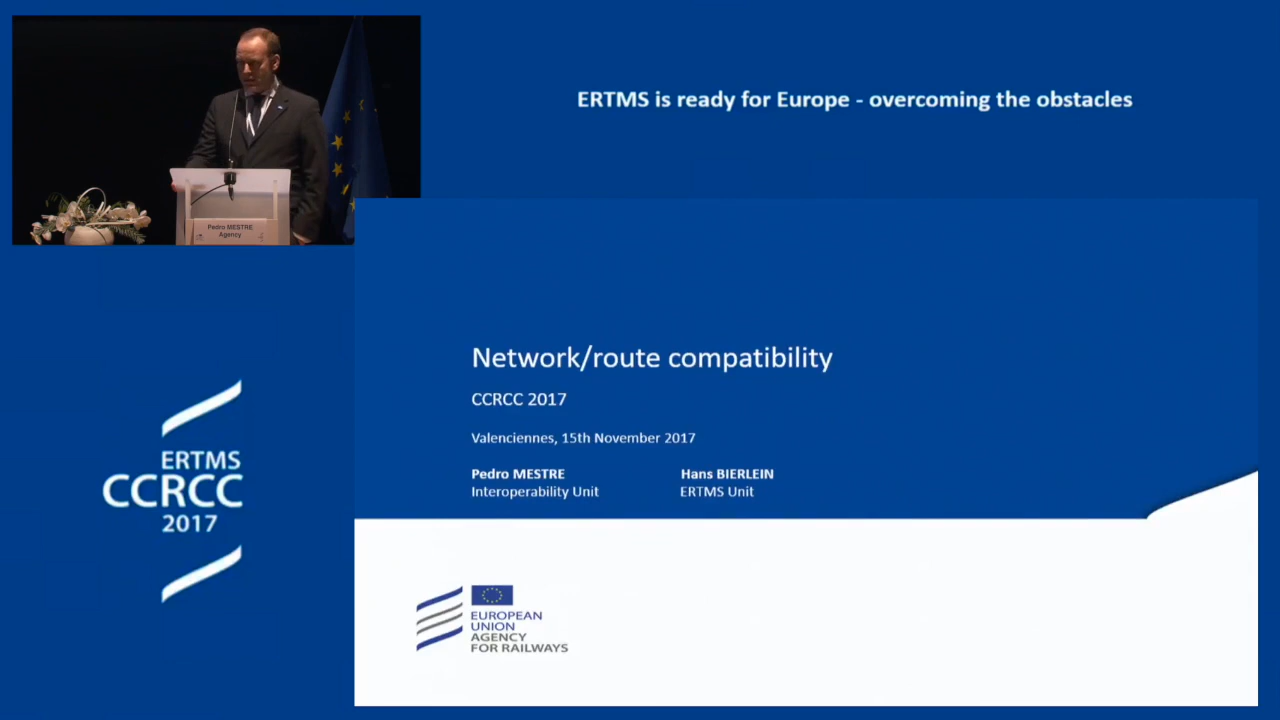 ERTMS is ready for Europe - overcoming the obstacles
Pedro MESTRE
Agency
Network/route compatibility
CCRCC 2017
Valenciennes, 15th November 2017
Pedro MESTRE Hans BIERLEIN
Interoperability Unit ERTMS Unit
ERTMS
CCRCC
2017
EUROPEAN
UNION
AGENCY
FOR RAILWAYS